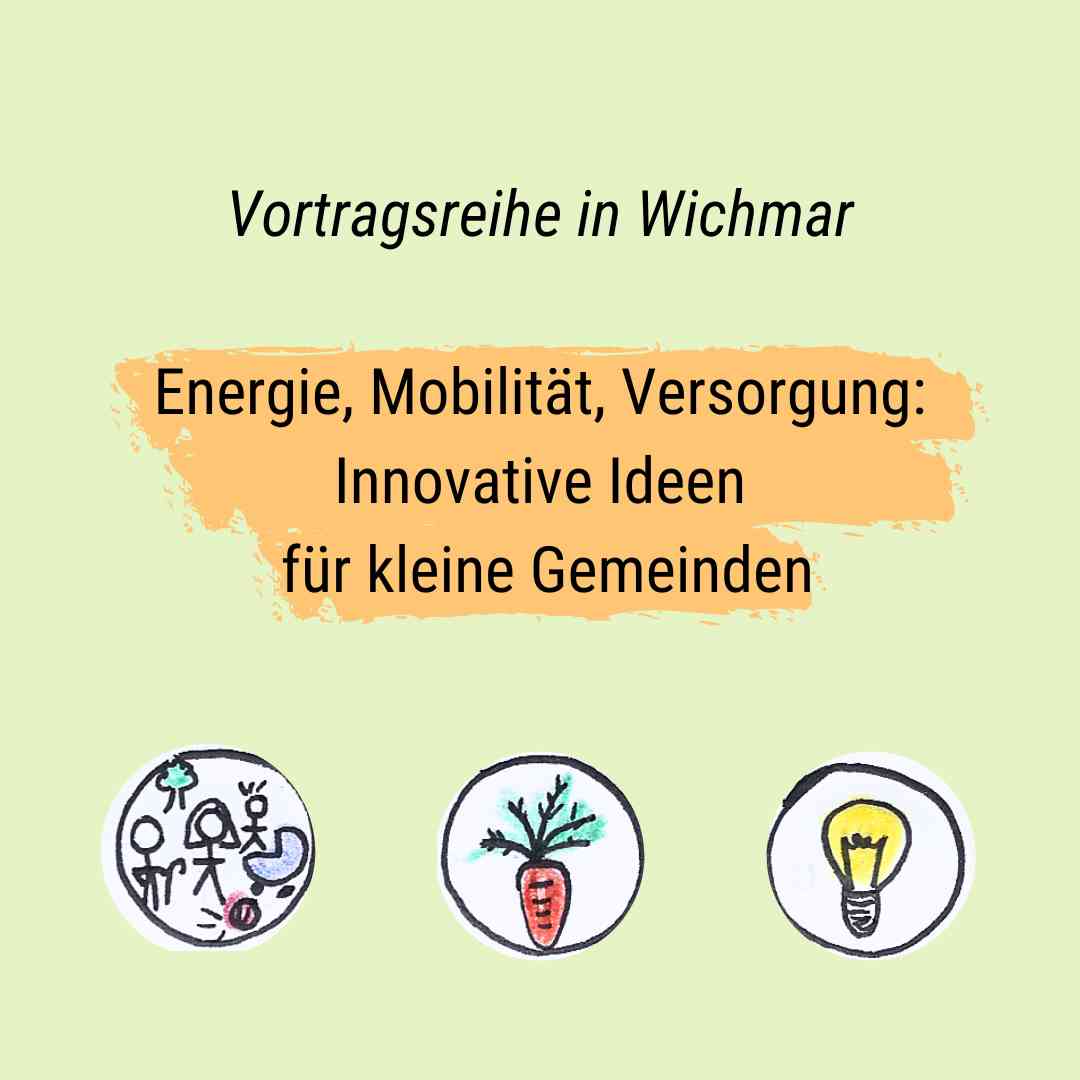 Vortragsreihe in Wichmar
Energie, Mobilität, Versorgung:
Innovative Ideen
für kleine Gemeinden